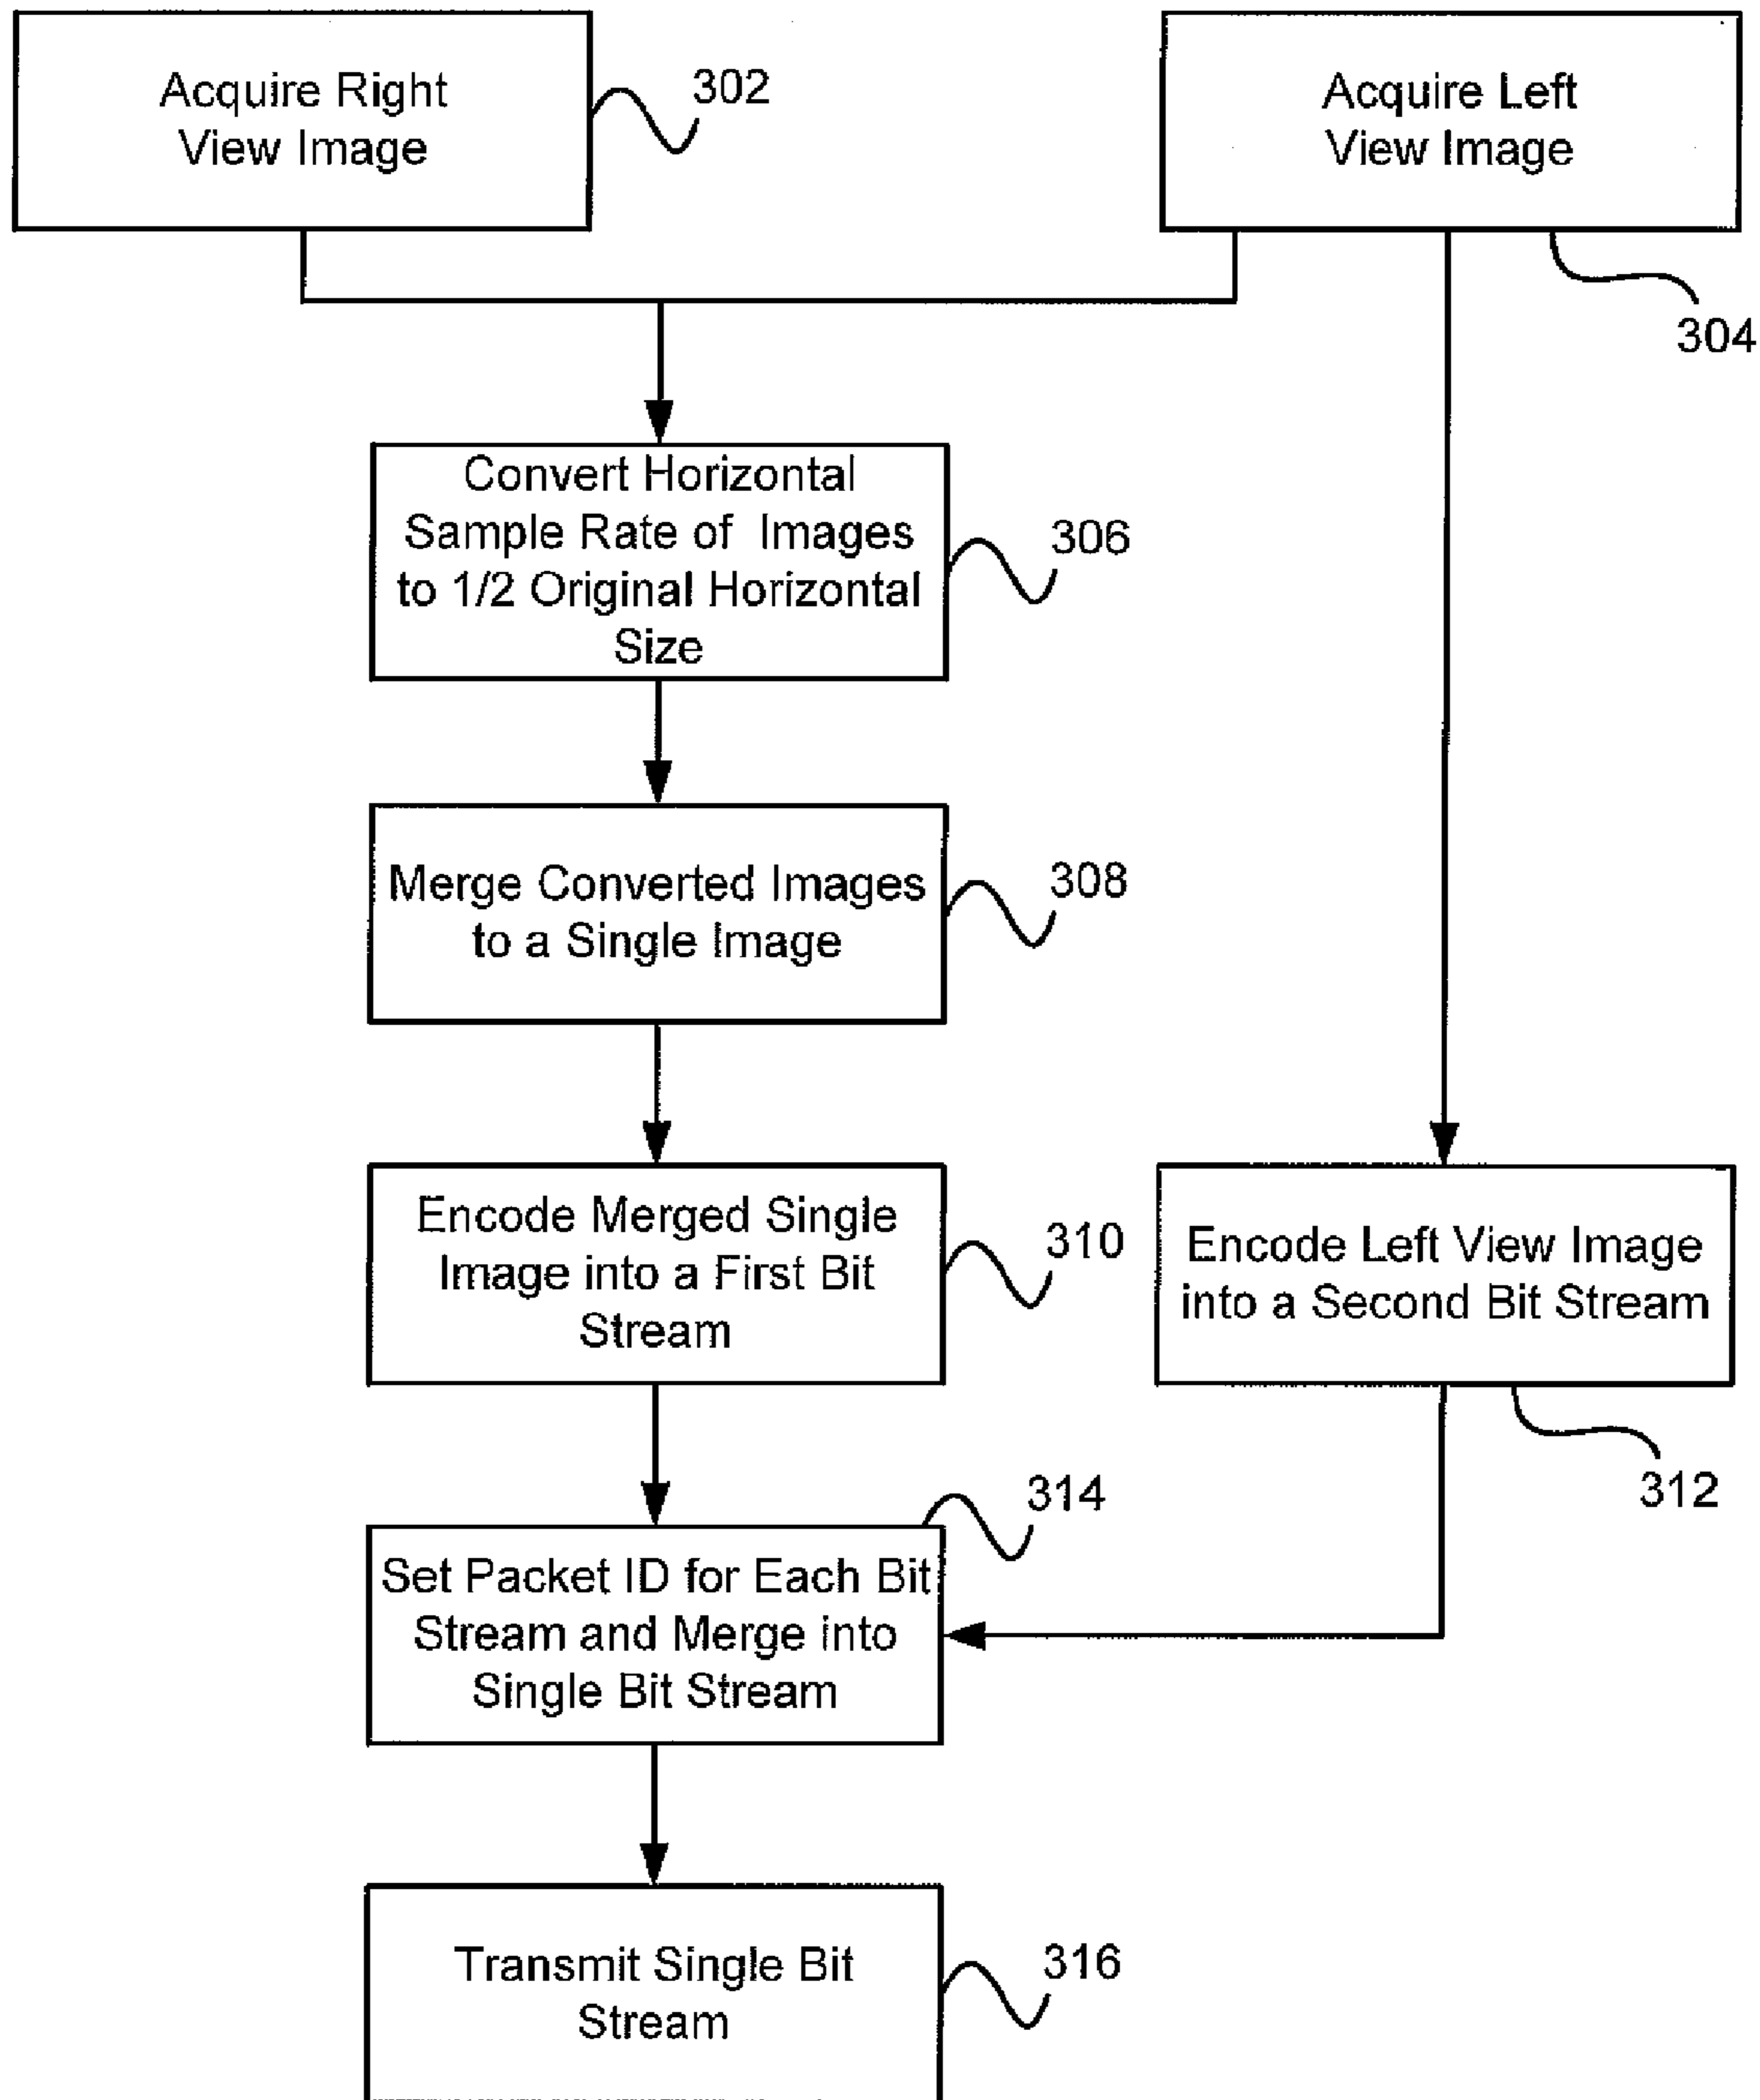 Acquire Right
View Image
302
Acquire Left
View Image
304
Convert Horizontal
Sample Rate of Images
to 1/2 Original Horizontal
Size
306
Merge Converted Images
to a Single Image
308
Encode Merged Single
Image into a First Bit
Stream
310
Encode Left View Image
into a Second Bit Stream
312
314
Set Packet ID for Each Bit
Stream and Merge into
Single Bit Stream
Transmit Single Bit
Stream
316